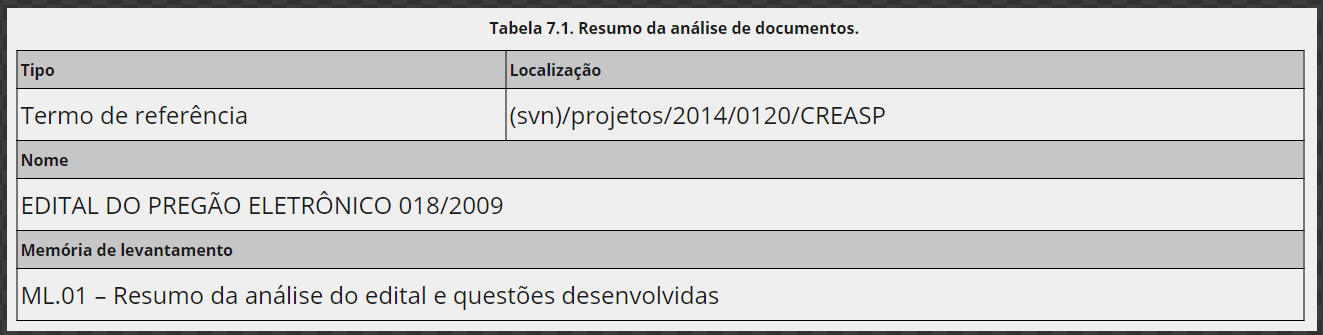 Tabela 7.1. Resumo da análise de documentos.
Tipo Localização
Termo de referência (svn)/projetos/2014/0120/CREASP
Nome
EDITAL DO PREGÃO ELETRÔNICO 018/2009
Memória de levantamento
ML.01 – Resumo da análise do edital e questões desenvolvidas